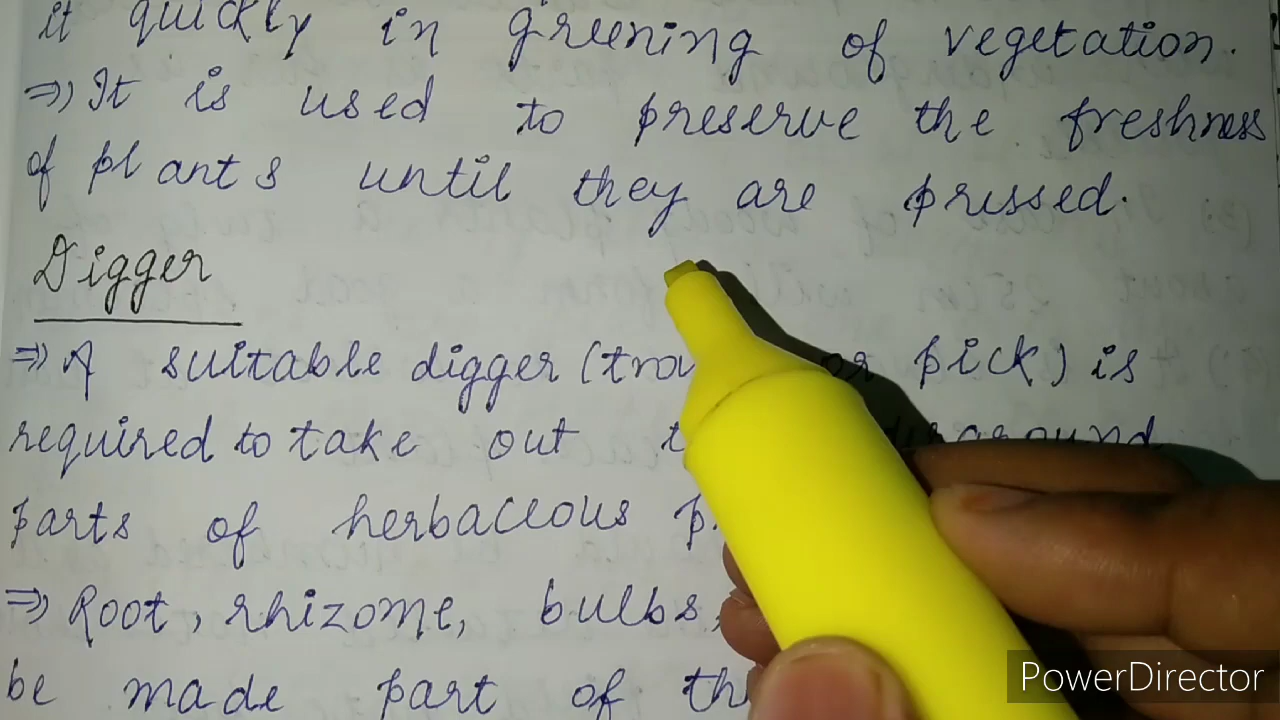 it quickly in greening of vegetation.
⇒ It is used to preserve the freshness
of plants until they are pressed.
Digger
⇒ A suitable digger (tro or pick) is
required to take out
parts of herbaceous
⇒ Root, rhizome, bulbs,
be made part of
PowerDirector